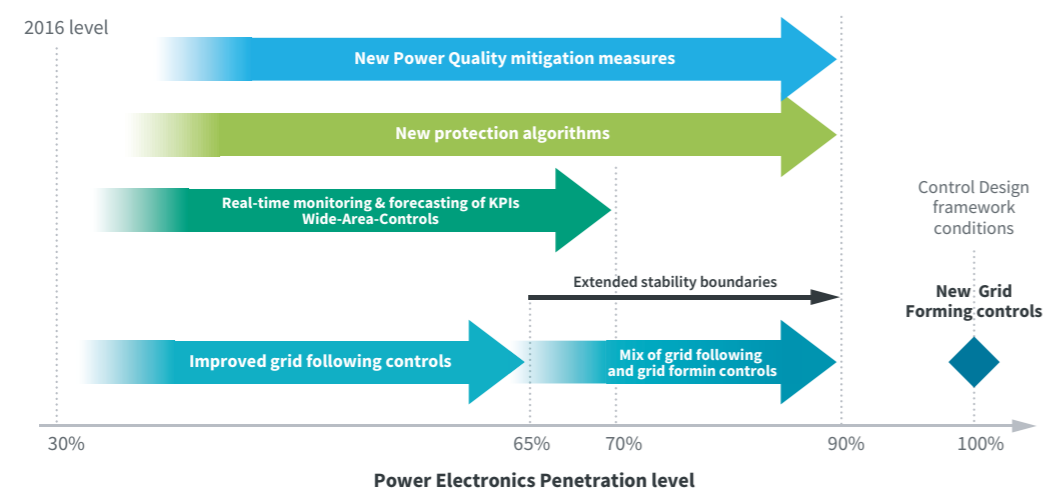 2016 level
New Power Quality mitigation measures
New protection algorithms
Real-time monitoring & forecasting of KPIs
Wide-Area-Controls
Control Design
framework
conditions
Extended stability boundaries
New Grid
Forming controls
Improved grid following controls
Mix of grid following
and grid formin controls
30%
65%
70%
90%
100%
Power Electronics Penetration level